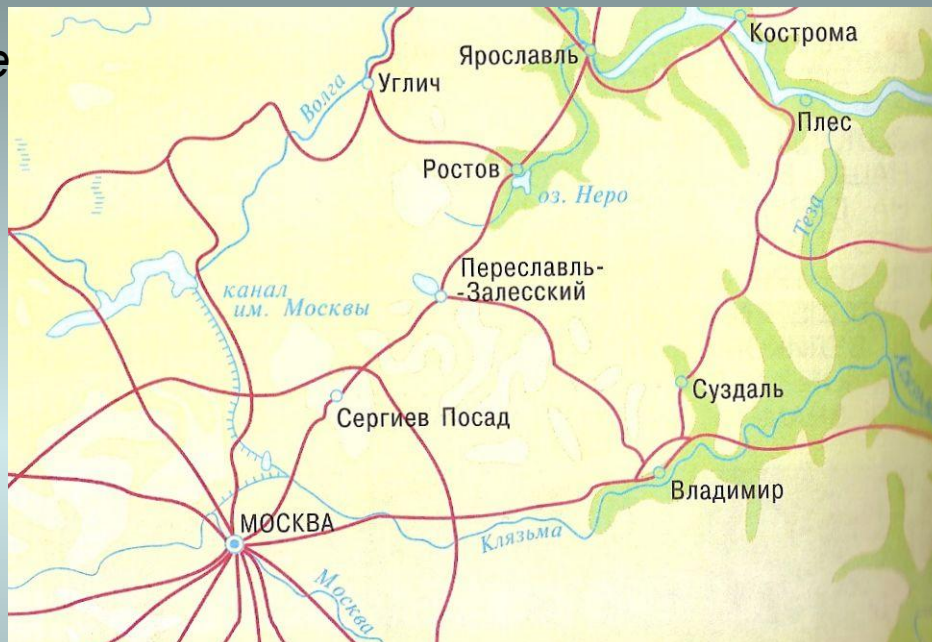 е
Кострома
Ярославль
Углич
Волга
Плес
Ростов
оз. Неро
Теза
Переславль-
-Залесский
канал
им. Москвы
Суздаль
Сергиев Посад
Владимир
МОСКВА
Клязьма
Москва